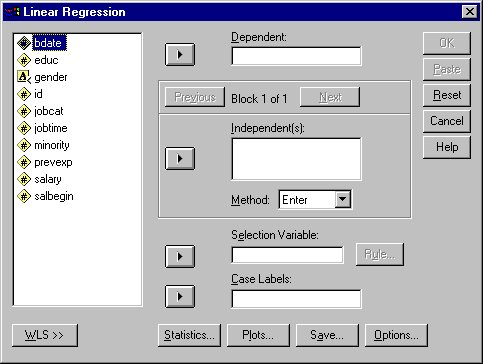 Linear Regression
bdate
educ
gender
id
jobcat
jobtime
minority
prevexp
salary
salbegin
Dependent:
Previous
Block 1 of 1
Next
Independent(s):
Method:
Enter
Selection Variable:
Rule...
Case Labels:
OK
Paste
Reset
Cancel
Help
WLS >>
Statistics...
Plots...
Save...
Options...